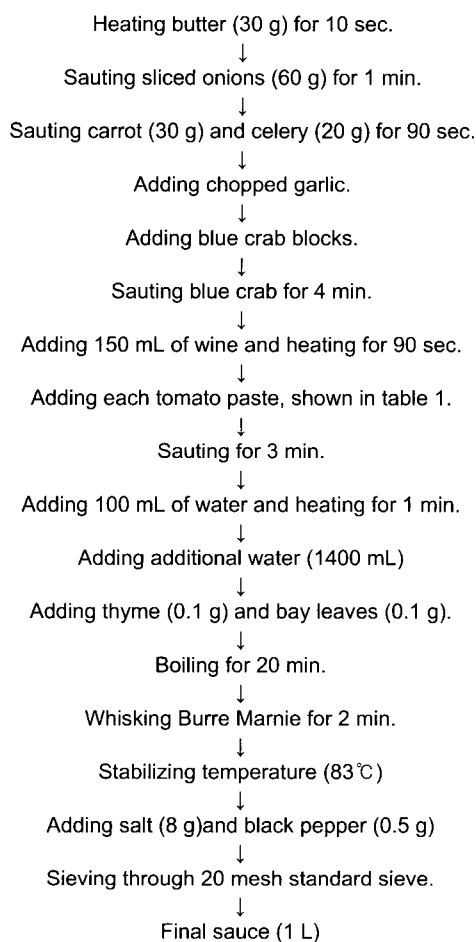 Heating butter (30 g) for 10 sec.
↓
Sauting sliced onions (60 g) for 1 min.
↓
Sauting carrot (30 g) and celery (20 g) for 90 sec.
↓
Adding chopped garlic.
↓
Adding blue crab blocks.
↓
Sauting blue crab for 4 min.
↓
Adding 150 mL of wine and heating for 90 sec.
↓
Adding each tomato paste, shown in table 1.
↓
Sauting for 3 min.
↓
Adding 100 mL of water and heating for 1 min.
↓
Adding additional water (1400 mL)
↓
Adding thyme (0.1 g) and bay leaves (0.1 g).
↓
Boiling for 20 min.
↓
Whisking Burre Marnie for 2 min.
↓
Stabilizing temperature (83℃)
↓
Adding salt (8 g)and black pepper (0.5 g)
↓
Sieving through 20 mesh standard sieve.
↓
Final sauce (1 L)